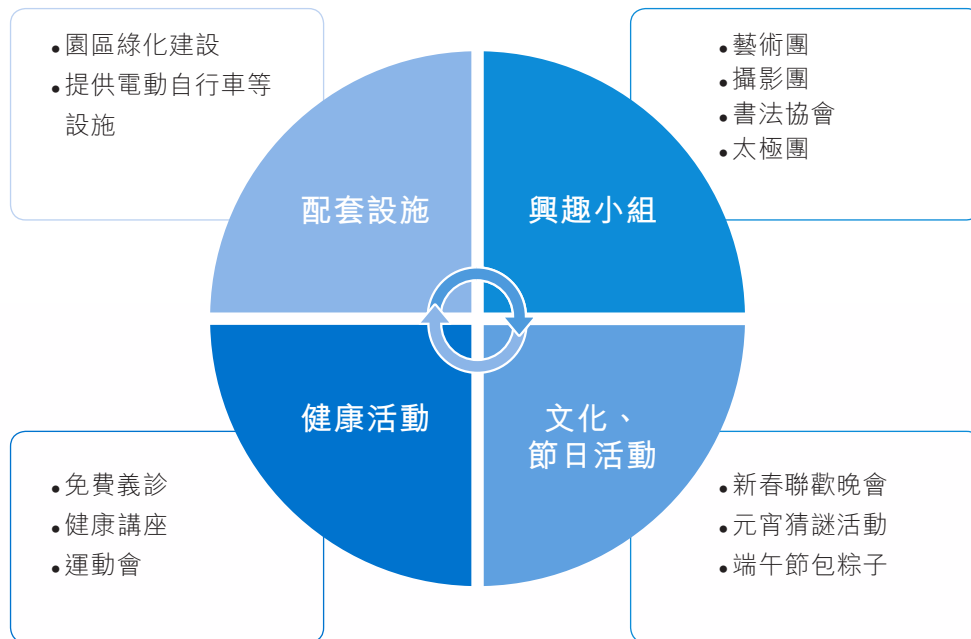 •園區綠化建設
•提供電動自行車等
設施
•藝術團
•攝影團
•書法協會
•太極團
配套設施
興趣小組
健康活動
文化、
節日活動
•免費義診
•健康講座
•運動會
•新春聯歡晚會
•元宵猜謎活動
•端午節包粽子